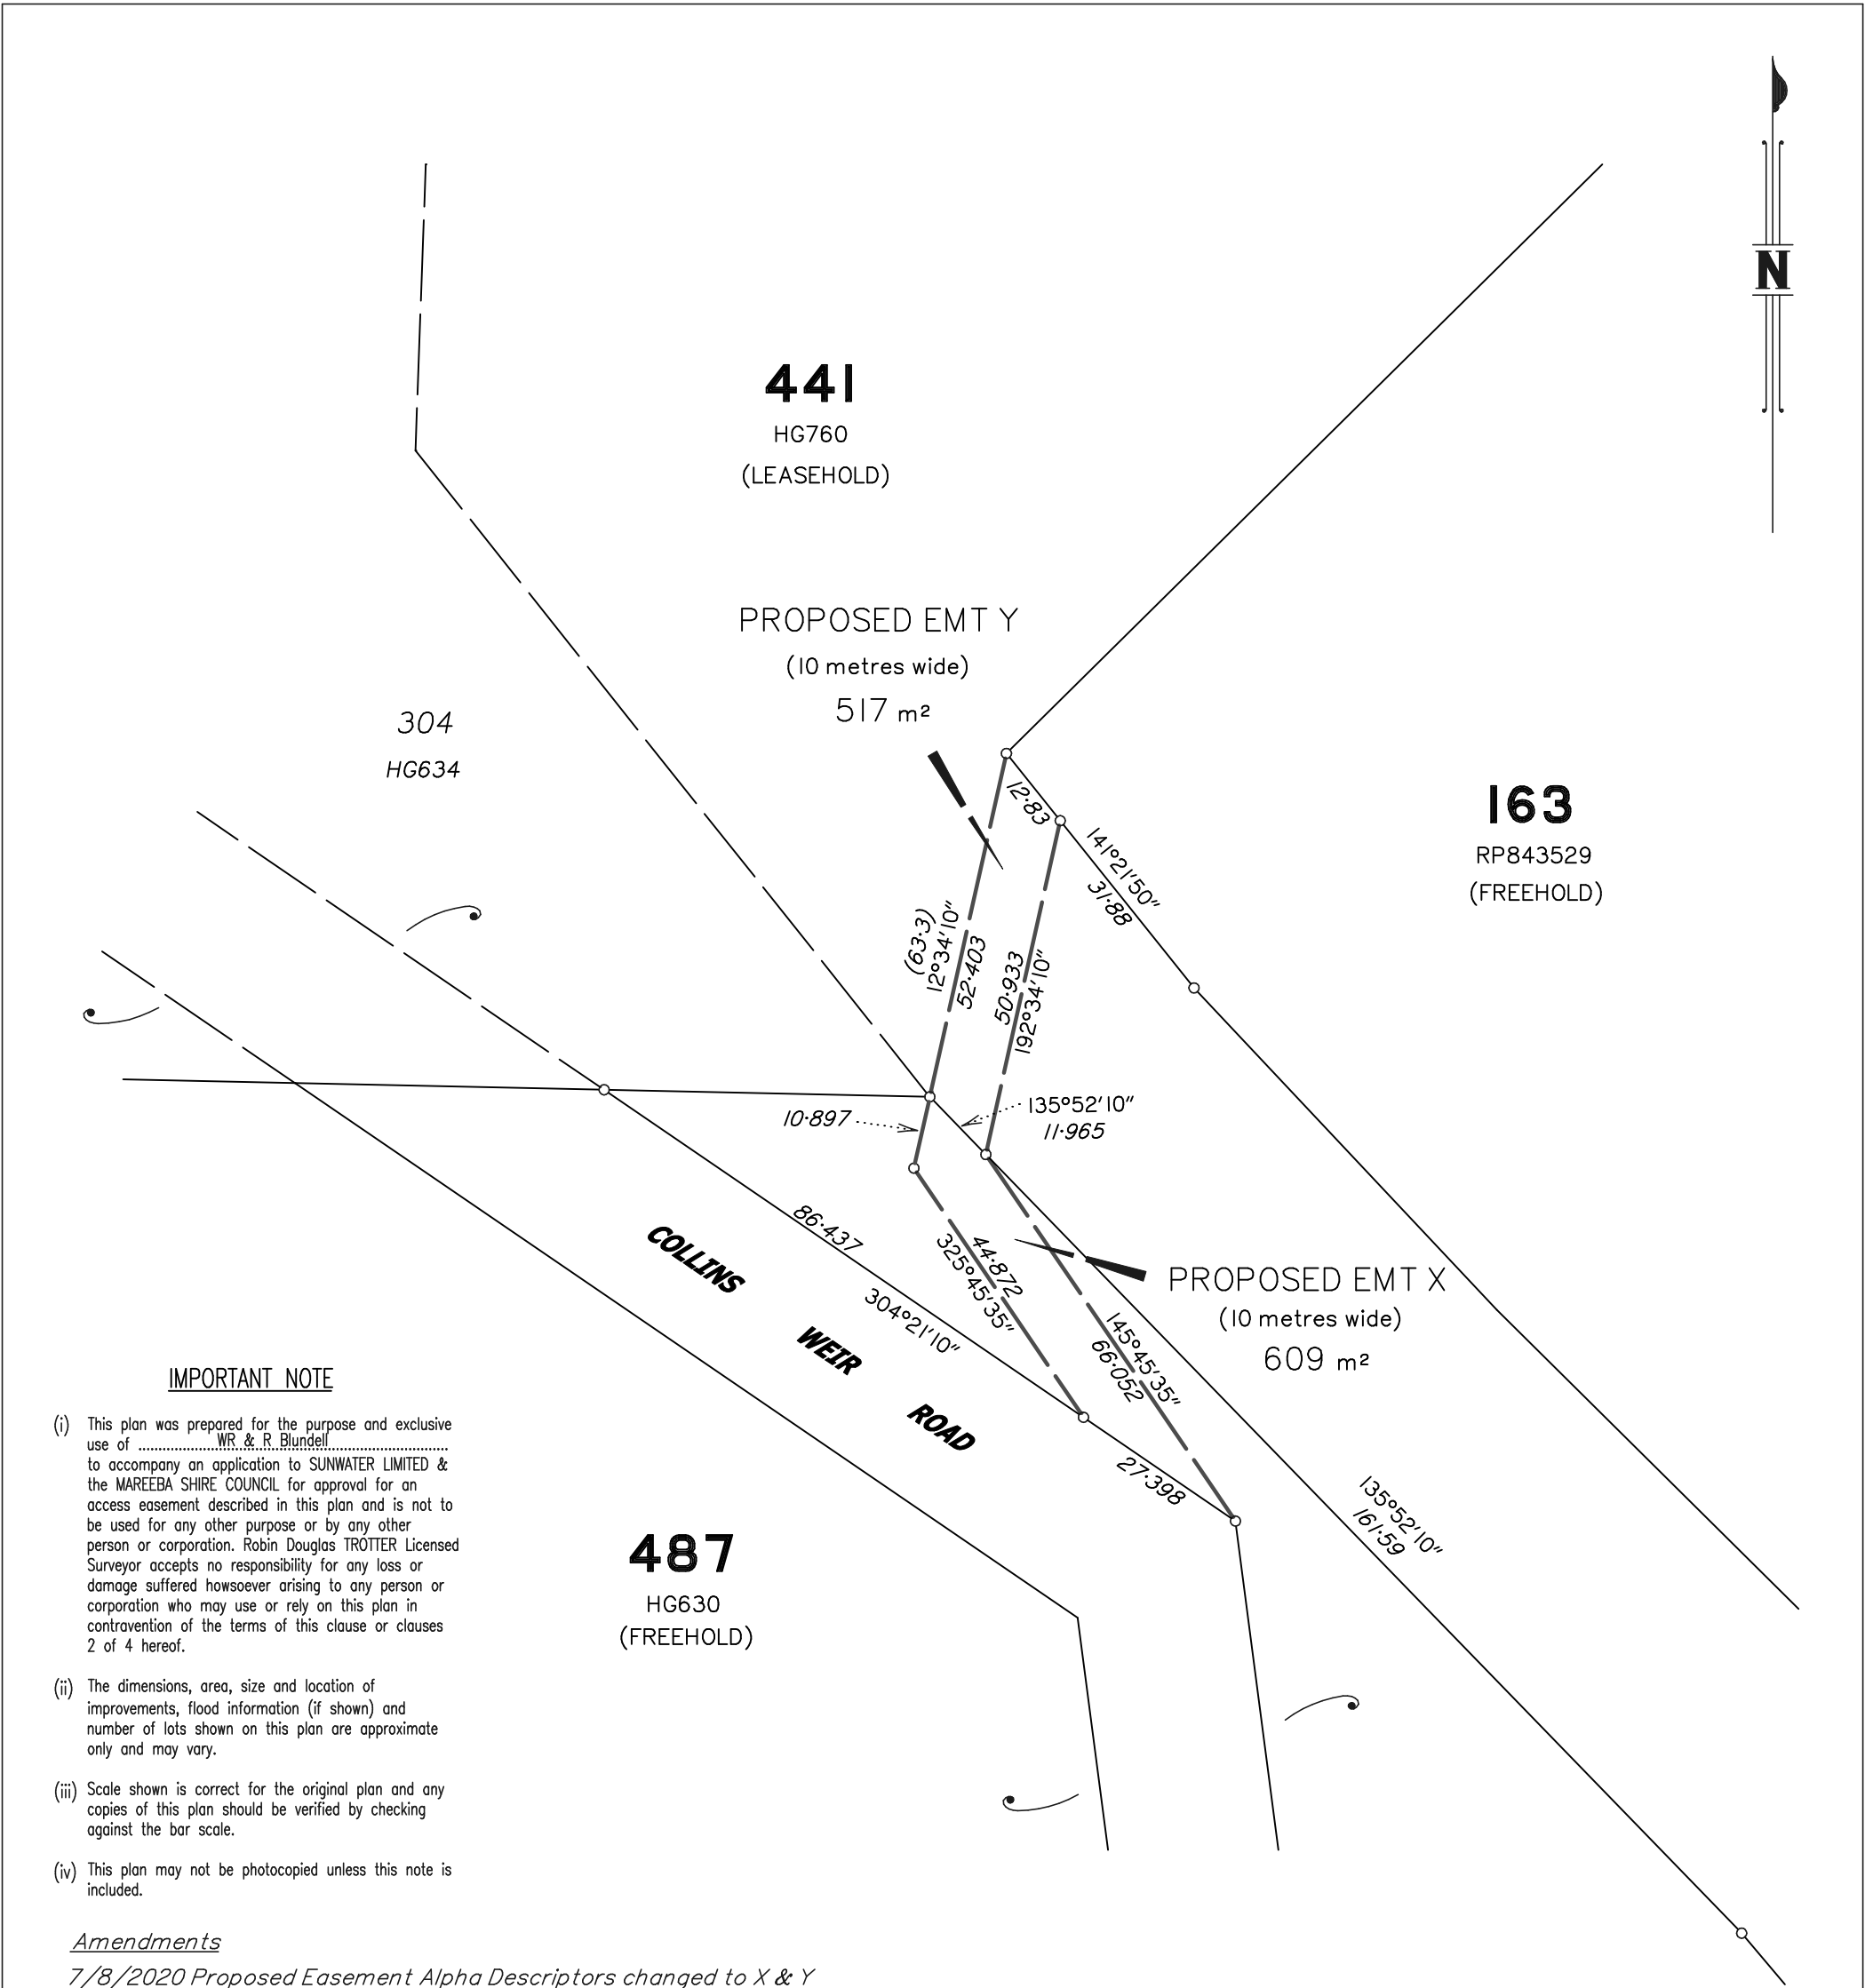 N
441
HG760
(LEASEHOLD)
PROPOSED EMT Y
(10 metres wide)
517 m²
304
HG634
163
RP843529
(FREEHOLD)
12·83
141°21'50"
31·88
(63·3)
12°34'10"
52·403
50·933
192°34'10"
10·897
135°52'10"
11·965
86·437
304°21'10"
44·872
325°45'35"
145°45'35"
66·052
27·398
135°52'10"
161·59
COLLINS
WEIR
ROAD
PROPOSED EMT X
(10 metres wide)
609 m²
487
HG630
(FREEHOLD)
IMPORTANT NOTE
(i) This plan was prepared for the purpose and exclusive
use of WR & R Blundell
to accompany an application to SUNWATER LIMITED &
the MAREEBA SHIRE COUNCIL for approval for an
access easement described in this plan and is not to
be used for any other purpose or by any other
person or corporation. Robin Douglas TROTTER Licensed
Surveyor accepts no responsibility for any loss or
damage suffered howsoever arising to any person or
corporation who may use or rely on this plan in
contravention of the terms of this clause or clauses
2 of 4 hereof.
(ii) The dimensions, area, size and location of
improvements, flood information (if shown) and
number of lots shown on this plan are approximate
only and may vary.
(iii) Scale shown is correct for the original plan and any
copies of this plan should be verified by checking
against the bar scale.
(iv) This plan may not be photocopied unless this note is
included.
Amendments
7/8/2020 Proposed Easement Alpha Descriptors changed to X & Y